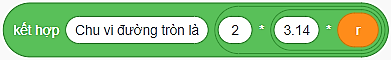 kết hợp Chu vi đường tròn là 2 * 3.14 * r